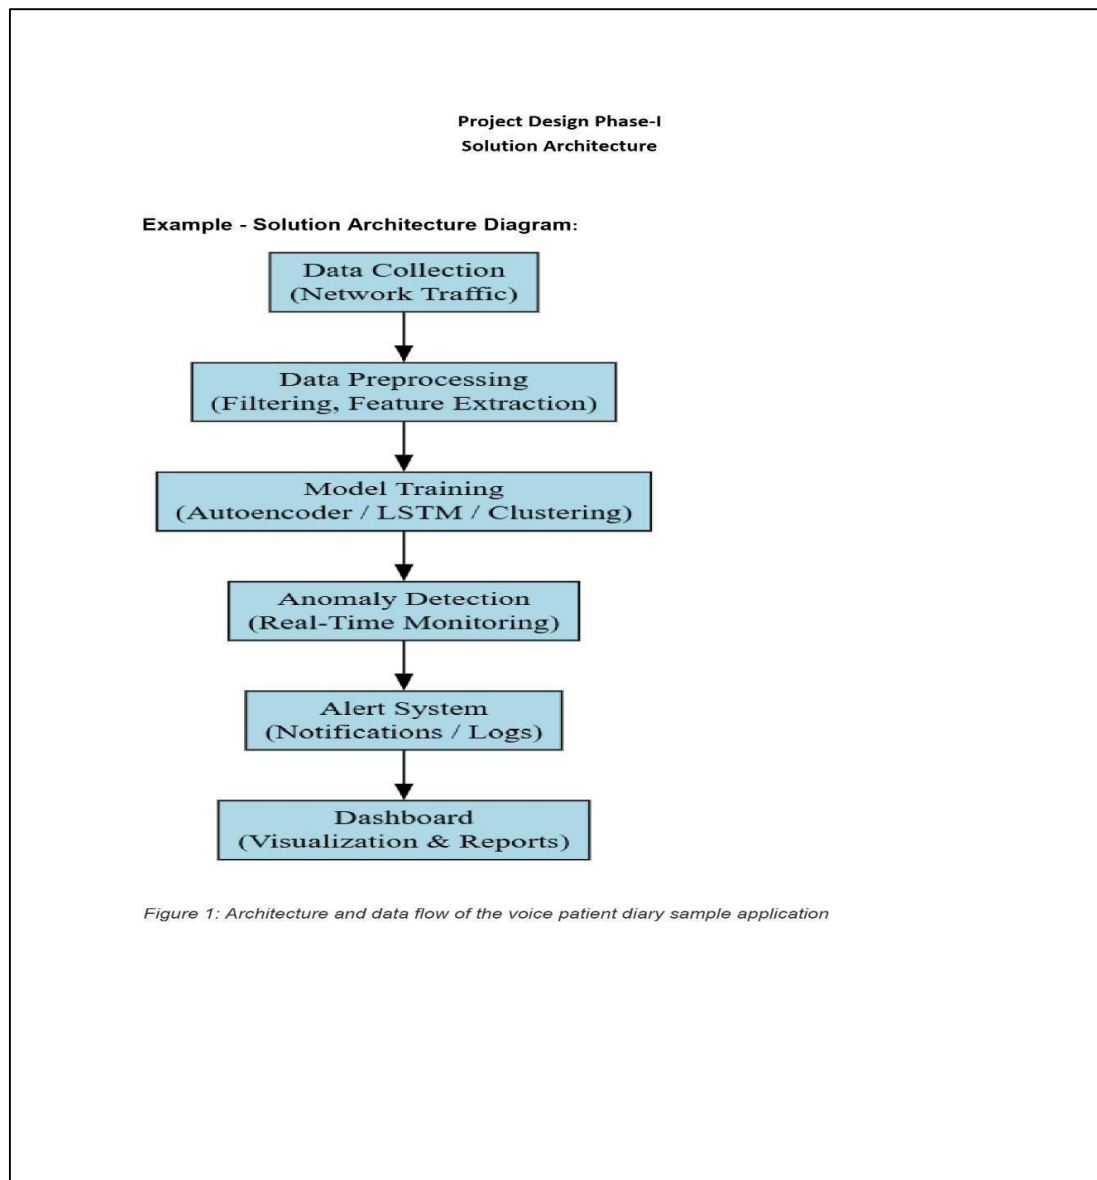 Project Design Phase-I
Solution Architecture
Example - Solution Architecture Diagram:
Data Collection
(Network Traffic)
Data Preprocessing
(Filtering, Feature Extraction)
Model Training
(Autoencoder / LSTM / Clustering)
Anomaly Detection
(Real-Time Monitoring)
Alert System
(Notifications / Logs)
Dashboard
(Visualization & Reports)
Figure 1: Architecture and data flow of the voice patient diary sample application